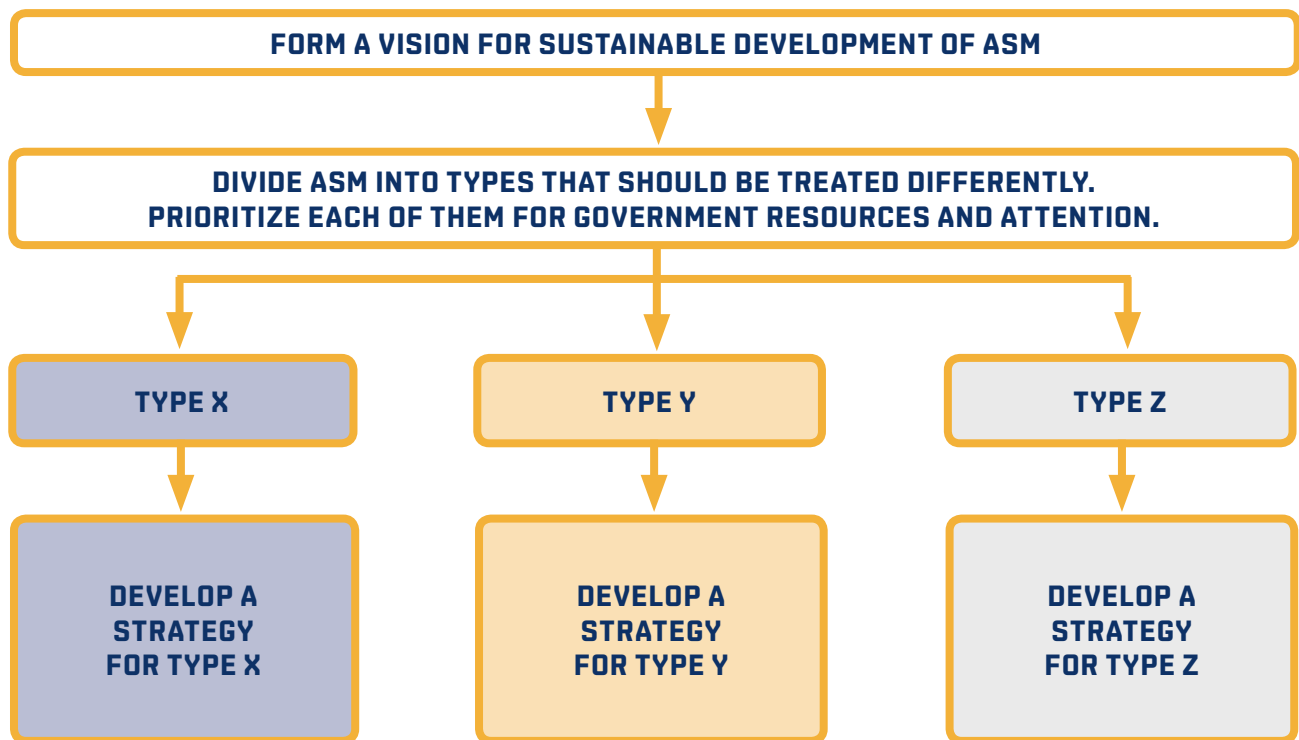 FORM A VISION FOR SUSTAINABLE DEVELOPMENT OF ASM
DIVIDE ASM INTO TYPES THAT SHOULD BE TREATED DIFFERENTLY.
PRIORITIZE EACH OF THEM FOR GOVERNMENT RESOURCES AND ATTENTION.
TYPE X
TYPE Y
TYPE Z
DEVELOP A
STRATEGY
FOR TYPE X
DEVELOP A
STRATEGY
FOR TYPE Y
DEVELOP A
STRATEGY
FOR TYPE Z